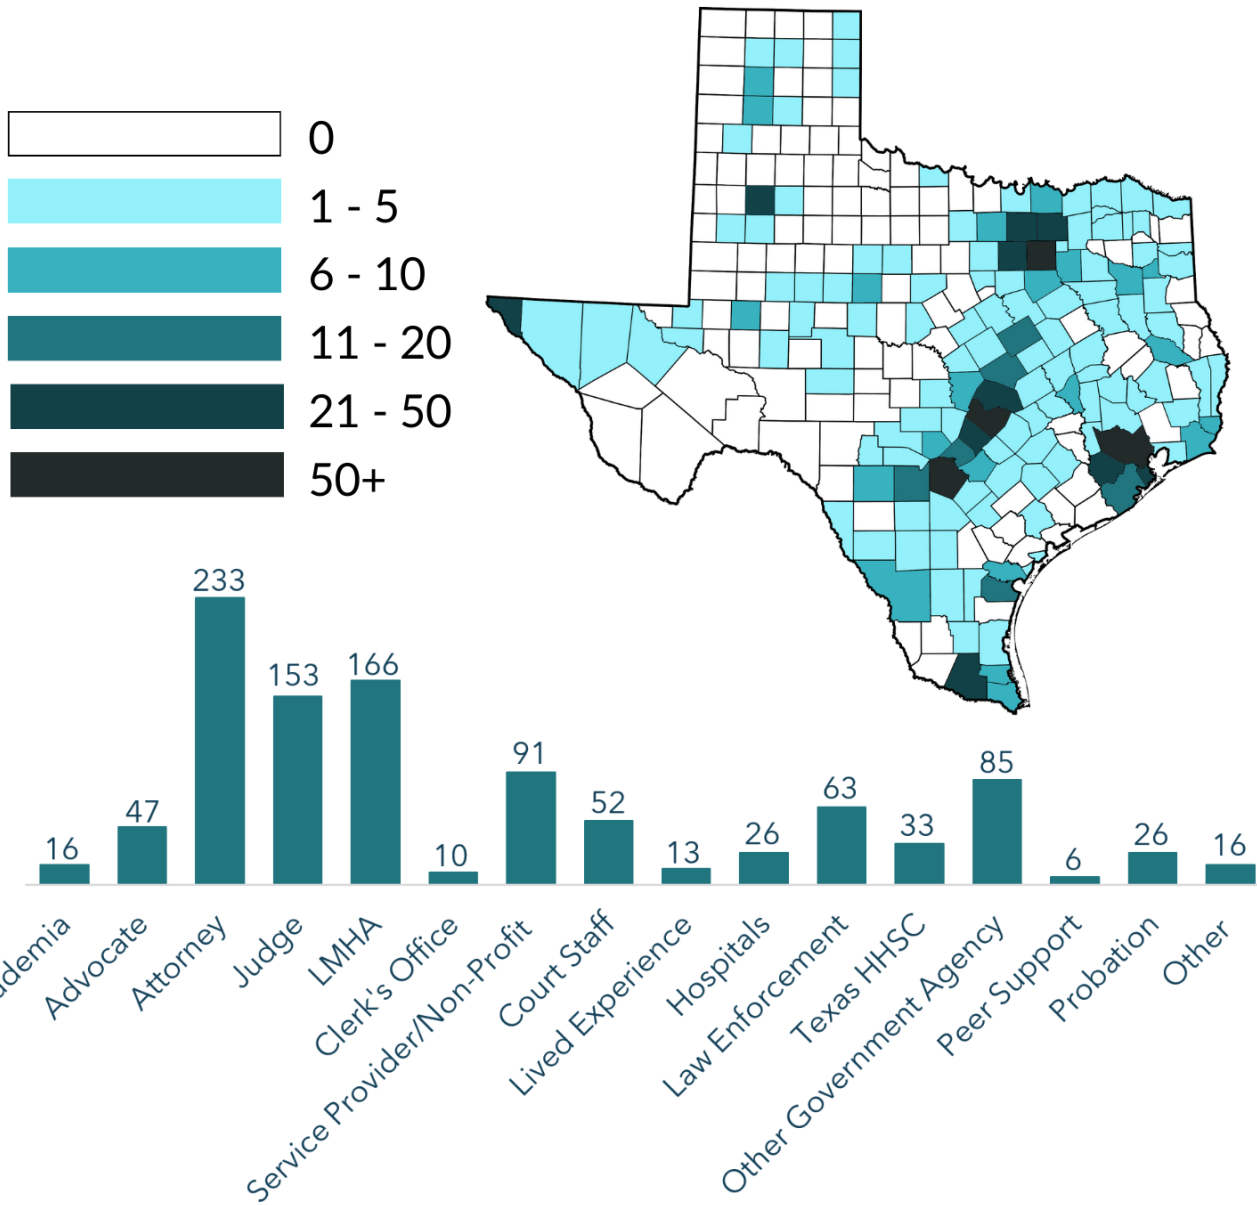 0
1 - 5
6 - 10
11 - 20
21 - 50
50+
233
153
166
91
85
63
52
47
33
26
26
16
16
13
10
6
Advocate
Attorney
Judge
LMHA
Clerk's Office
Service Provider/Non-Profit
Court Staff
Lived Experience
Hospitals
Law Enforcement
Texas HHSC
Other Government Agency
Peer Support
Probation
Other